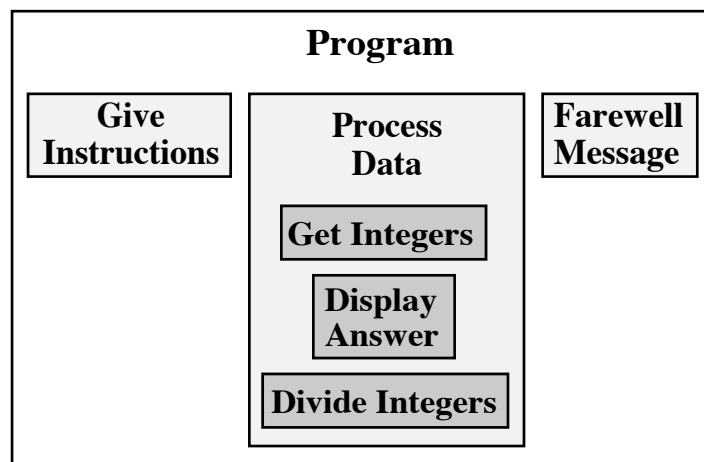 Program
Give
Instructions
Process
Data
Get Integers
Display
Answer
Divide Integers
Farewell
Message